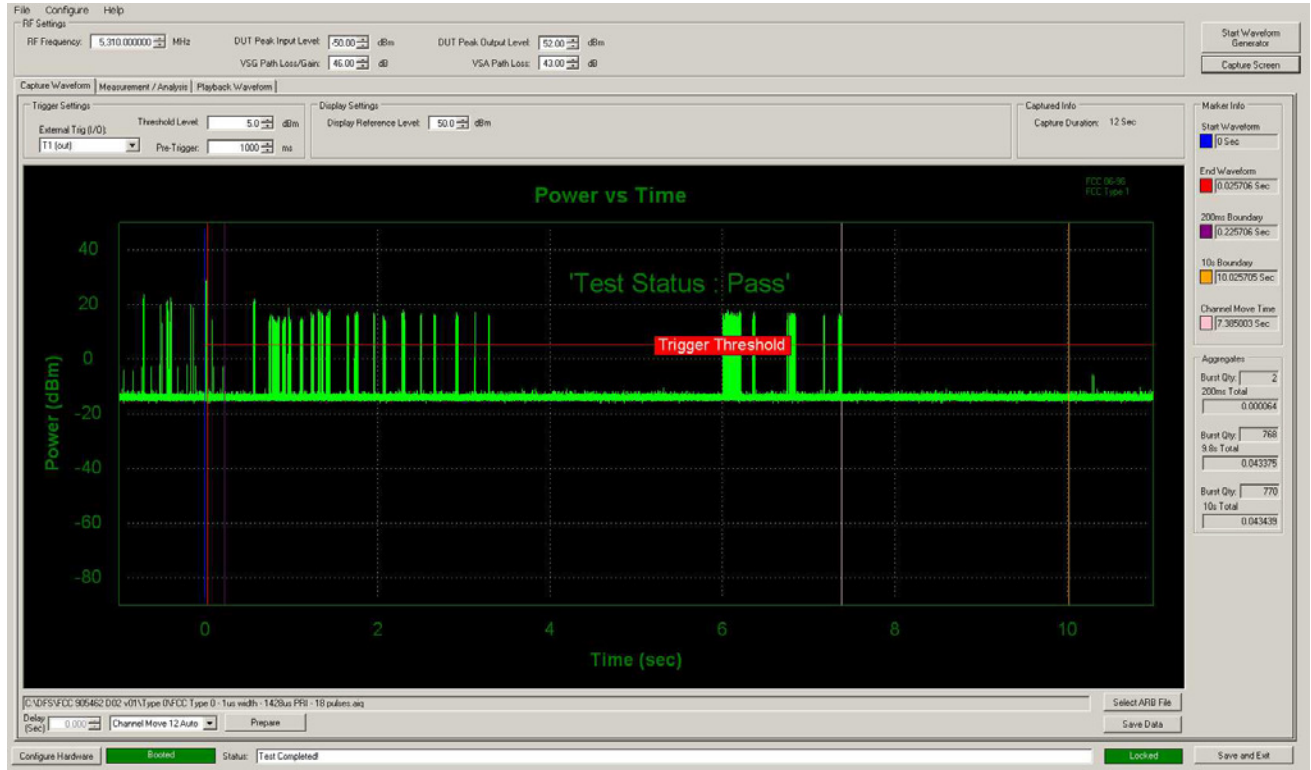 File Configure Help
RF Settings
RF Frequency: 5,310.000000 MHz DUT Peak Input Level: -50.00 dBm DUT Peak Output Level: 52.00 dBm
VSG Path Loss/Gain: 46.00 dB VSA Path Loss: 43.00 dB
Start Waveform Generator
Capture Screen
Capture Waveform Measurement / Analysis Playback Waveform
Trigger Settings
External Trig (I/O): Threshold Level: 5.0 dBm
T1 (out) Pre-Trigger: 1000 ms
Display Settings
Display Reference Level: 50.0 dBm
Captured Info
Capture Duration: 12 Sec
Marker Info
Start Waveform
0 Sec
End Waveform
0.025706 Sec
200ms Boundary
0.225706 Sec
10s Boundary
10.025705 Sec
Channel Move Time
7.385003 Sec
Aggregates
Burst Qty: 2
200ms Total
0.000064
Burst Qty: 768
9.8s Total
0.043375
Burst Qty: 770
10s Total
0.043439
Power vs Time
FCC 06-96
FCC Type 1
'Test Status : Pass'
Trigger Threshold
Power (dBm)
40
20
0
-20
-40
-60
-80
0 2 4 6 8 10
Time (sec)
C:\DFS\FCC 905462 D02 v01\Type 0\FCC Type 0 - 1us width - 1428us PRI - 18 pulses.aiq
Select ARB File
Delay (Sec) 0.000 Channel Move 12 Auto Prepare
Save Data
Configure Hardware Booted Status: Test Completed! Locked Save and Exit